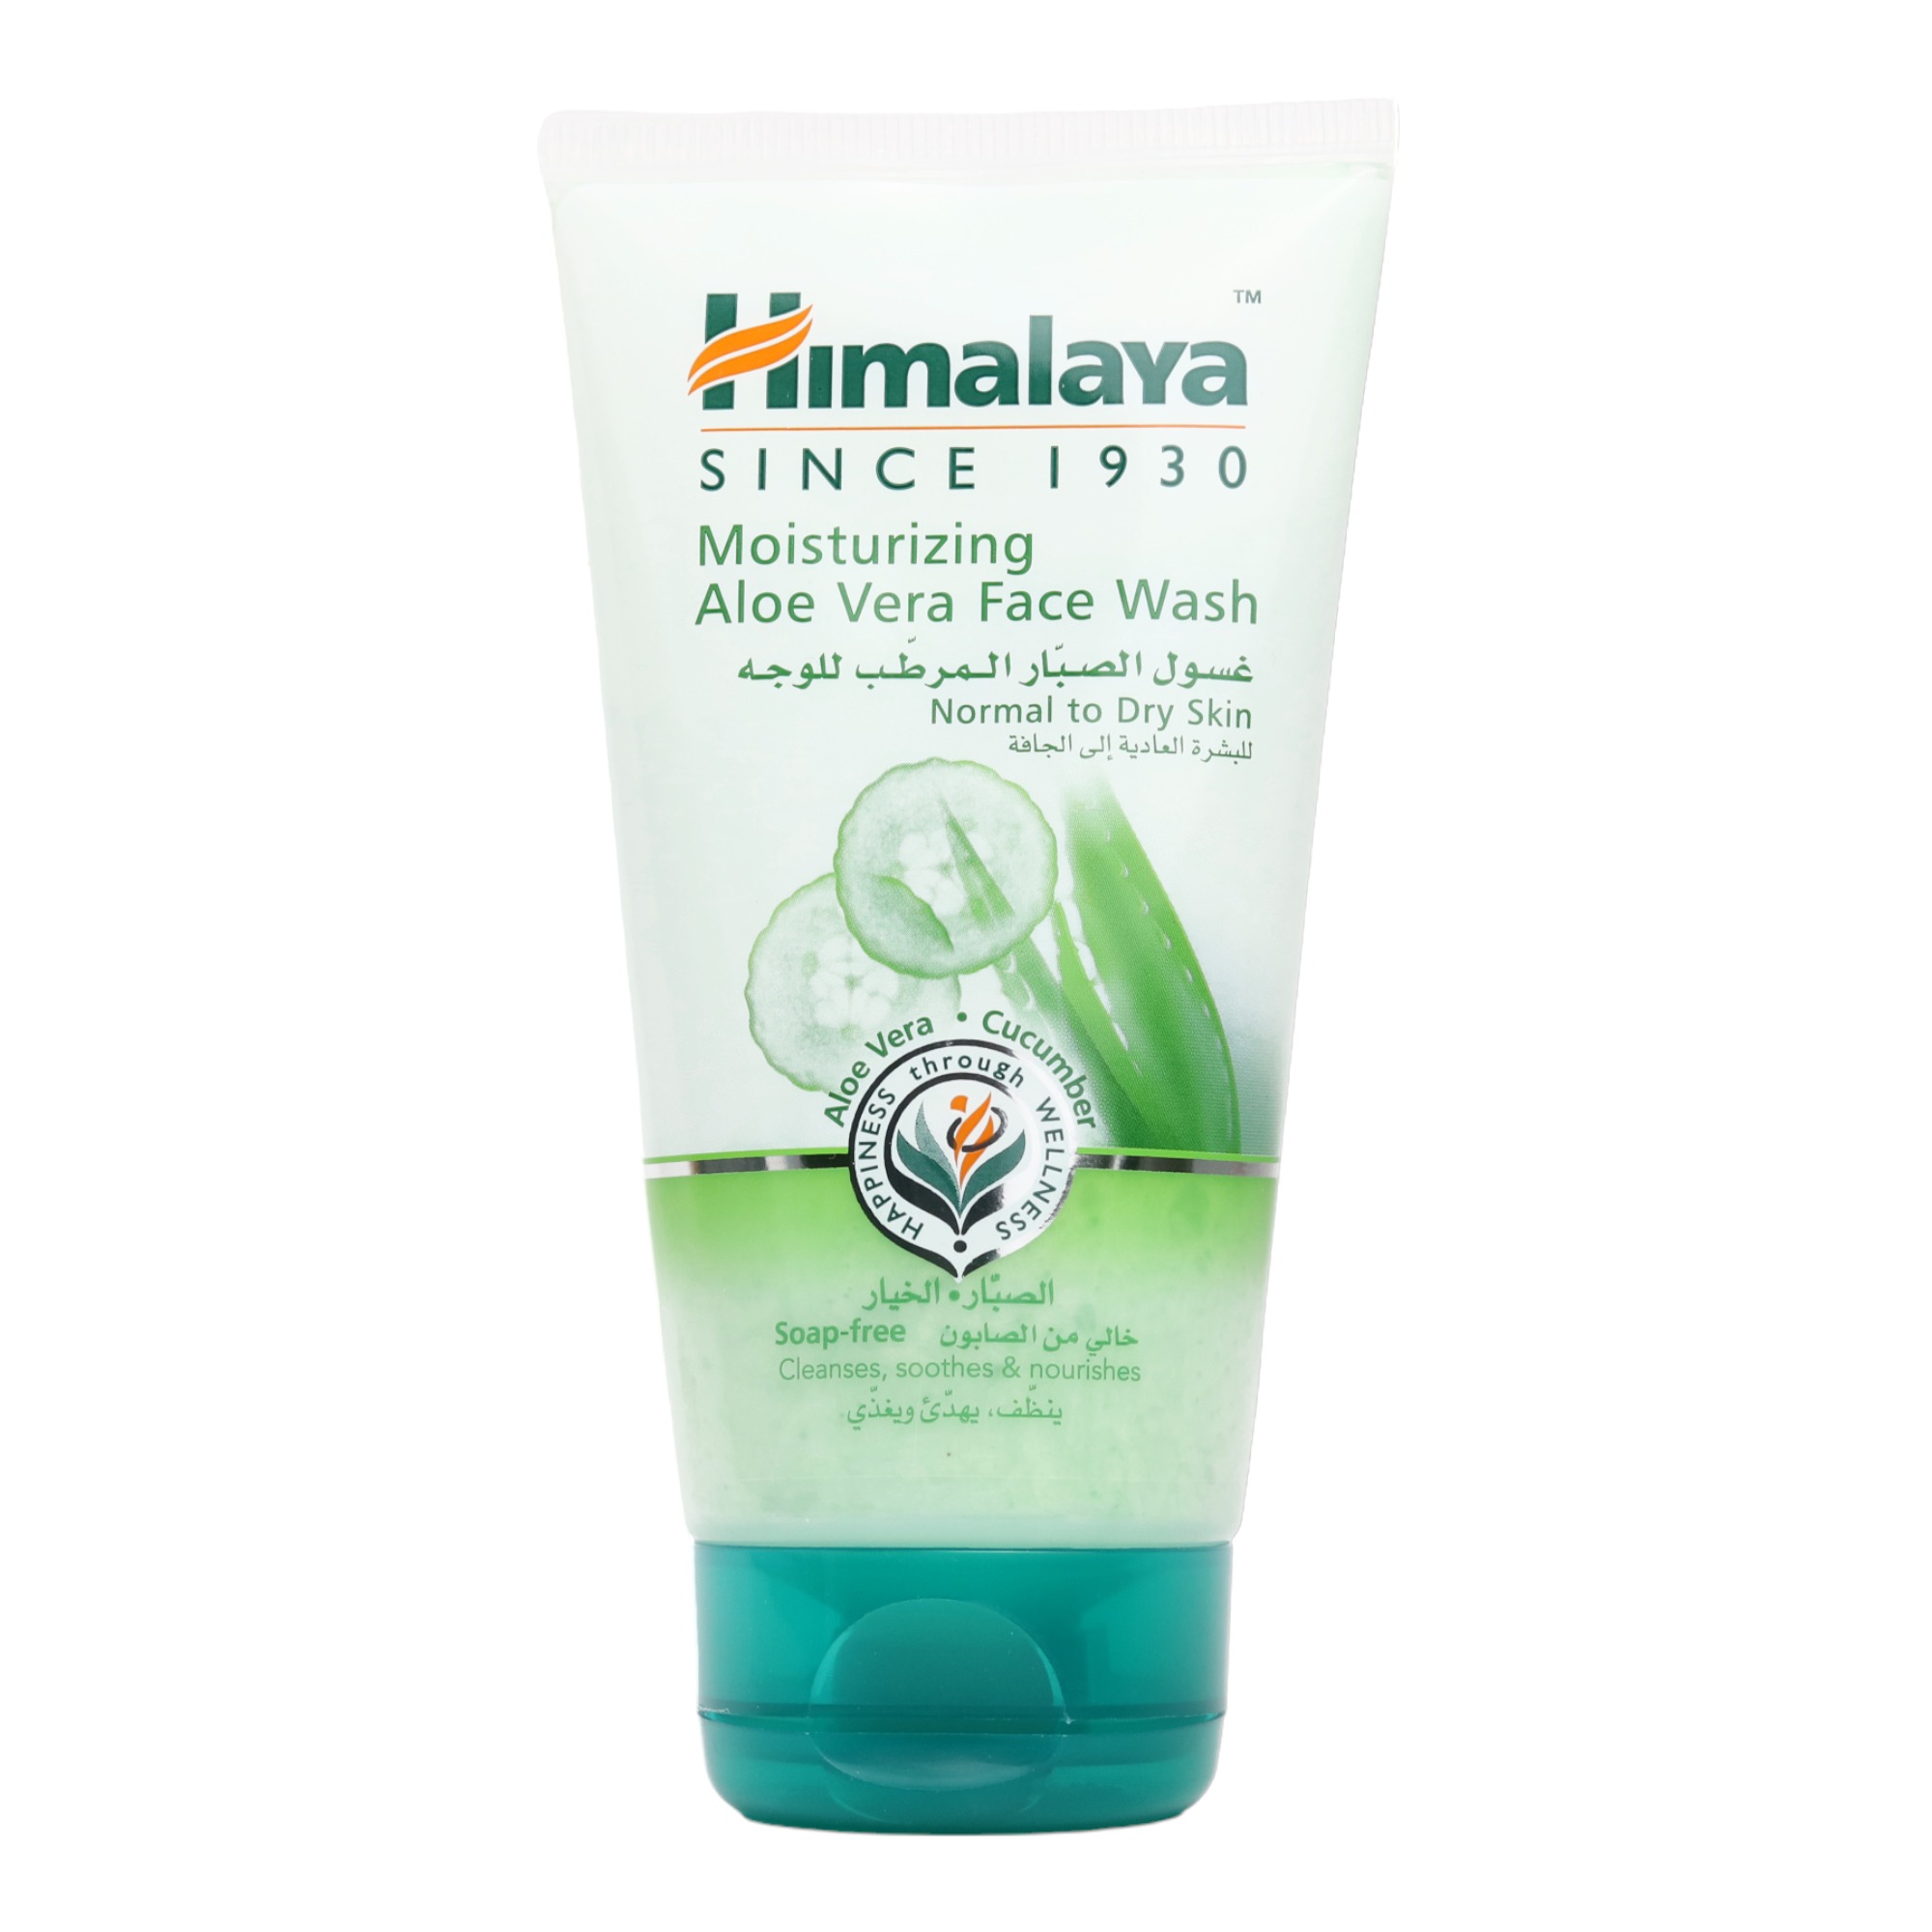 Himalaya™
SINCE 1930
Moisturizing
Aloe Vera Face Wash
غسول الصبّار المرطّب للوجه
Normal to Dry Skin
للبشرة العادية إلى الجافة
Aloe Vera • Cucumber
HAPPINESS through WELLNESS
الصبّار • الخيار
Soap-free خالي من الصابون
Cleanses, soothes & nourishes
ينظّف، يهدّئ ويغذّي